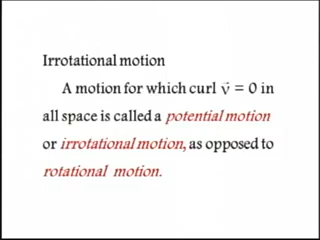 Irrotational motion
A motion for which curl v⃗ = 0 in
all space is called a potential motion
or irrotational motion, as opposed to
rotational motion.